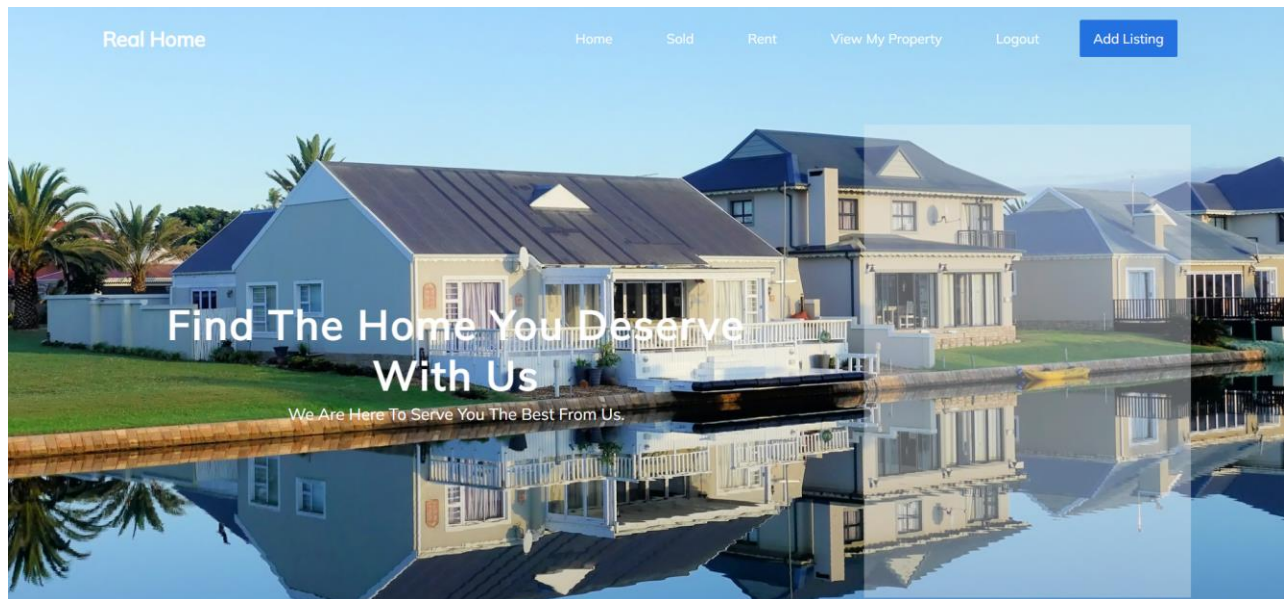 Real Home
Home
Sold
Rent
View My Property
Logout
Add Listing
Find The Home You Deserve
With Us
We Are Here To Serve You The Best From Us.